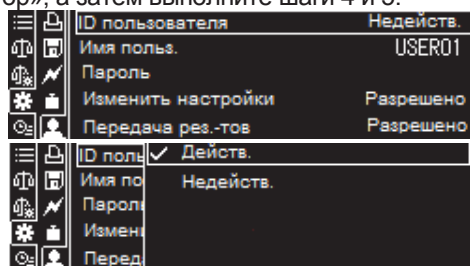 ор», а затем выполните шаги 4 и 5.
ID пользователя Недейств.
Имя польз. USER01
Пароль
Изменить настройки Разрешено
Передача рез.-тов Разрешено
ID поль ✓ Действ.
Имя по Недейств.
Парол
Измен
Перед